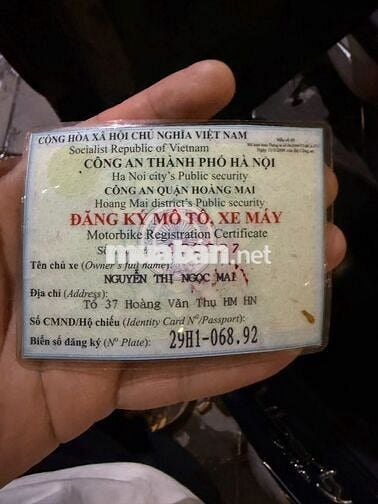 CỘNG HÒA XÃ HỘI CHỦ NGHĨA VIỆT NAM
Socialist Republic of Vietnam
CÔNG AN THÀNH PHỐ HÀ NỘI
Ha Noi city's Public security
CÔNG AN QUẬN HOÀNG MAI
Hoang Mai district's Public security
ĐĂNG KÝ MÔ TÔ, XE MÁY
Motorbike Registration Certificate
muaban.net
Tên chủ xe (Owner's full name):
NGUYỄN THỊ NGỌC MAI
Địa chỉ (Address):
Tổ 37 Hoàng Văn Thụ HM HN
Số CMND/Hộ chiếu (Identity Card Nº/Passport):
Biển số đăng ký (Nº Plate): 29H1-068.92